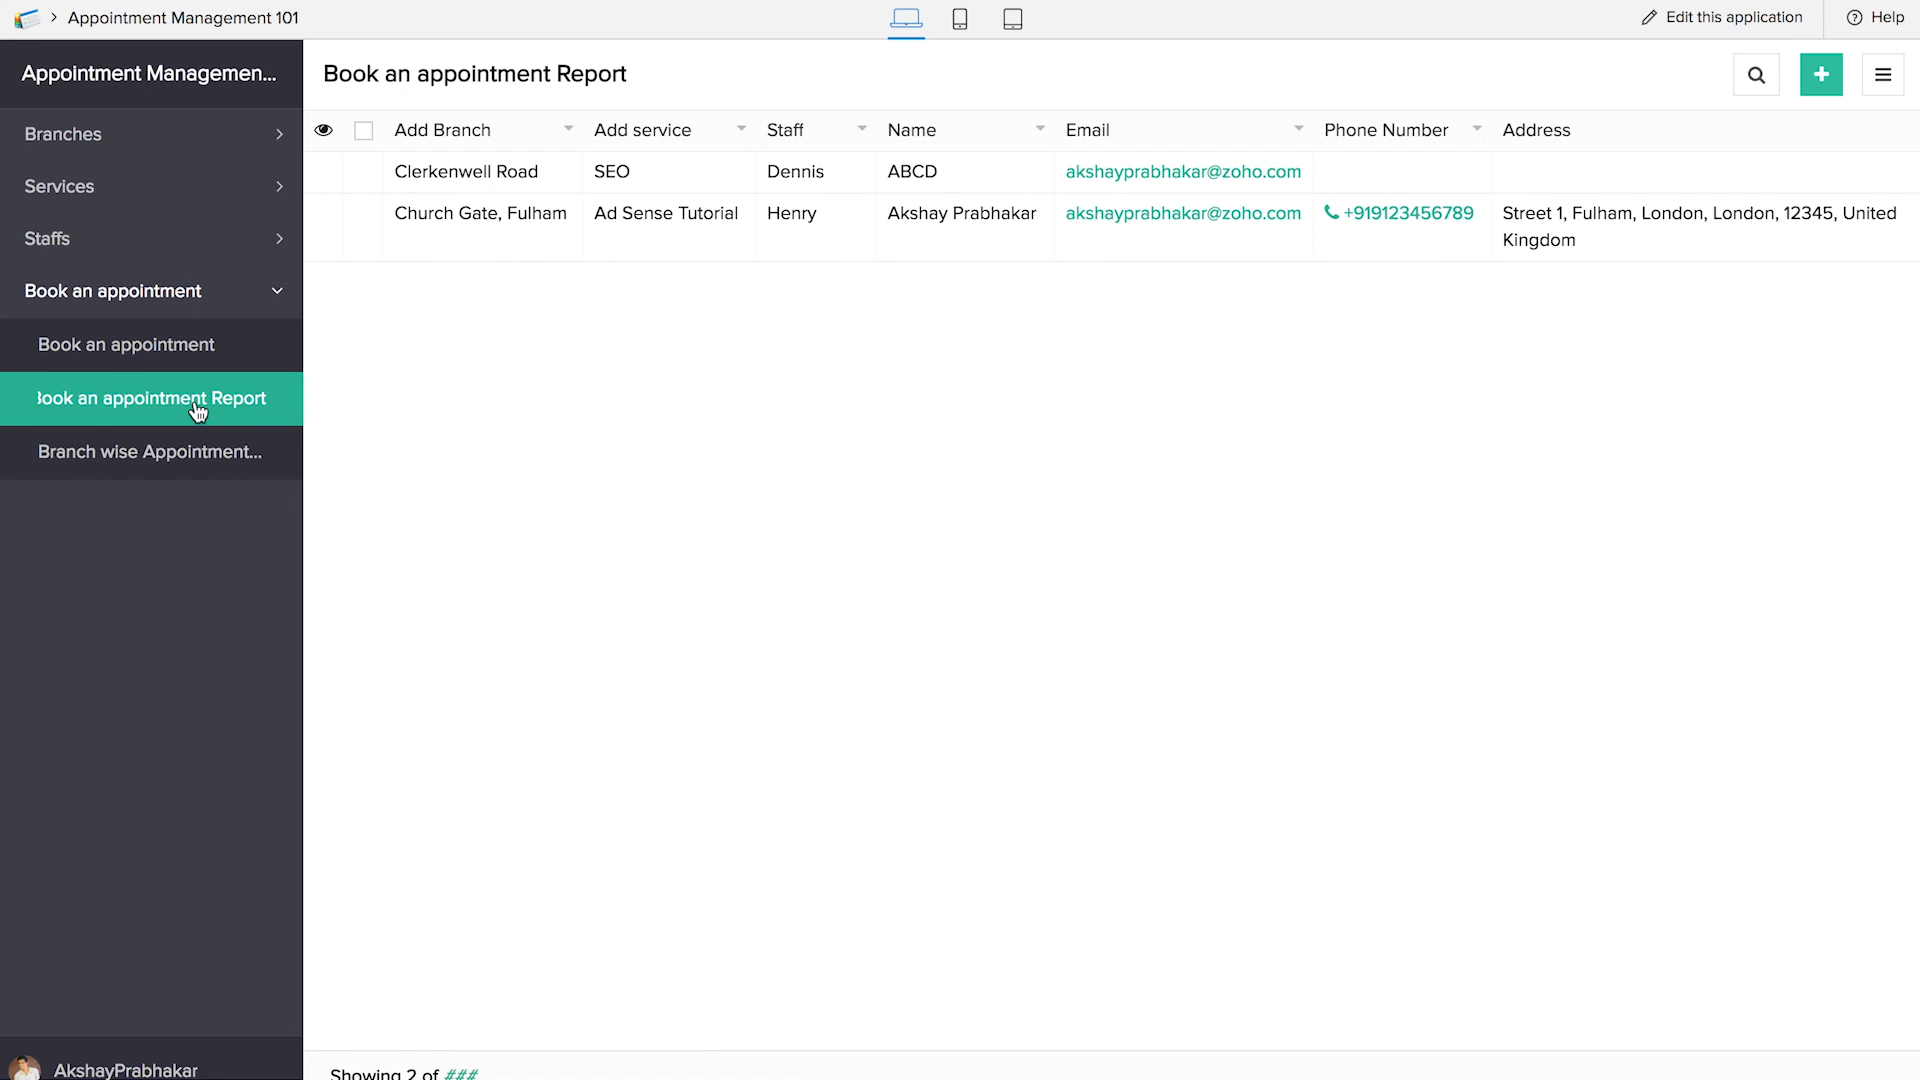 Appointment Management 101
Edit this application
Help
Appointment Managemen...
Branches
Services
Staffs
Book an appointment
Book an appointment
Book an appointment Report
Branch wise Appointment...
AkshayPrabhakar
Book an appointment Report
Add Branch Add service Staff Name Email Phone Number Address
Clerkenwell Road SEO Dennis ABCD akshayprabhakar@zoho.com
Church Gate, Fulham Ad Sense Tutorial Henry Akshay Prabhakar akshayprabhakar@zoho.com +919123456789 Street 1, Fulham, London, London, 12345, United
Kingdom
Showing 2 of ###